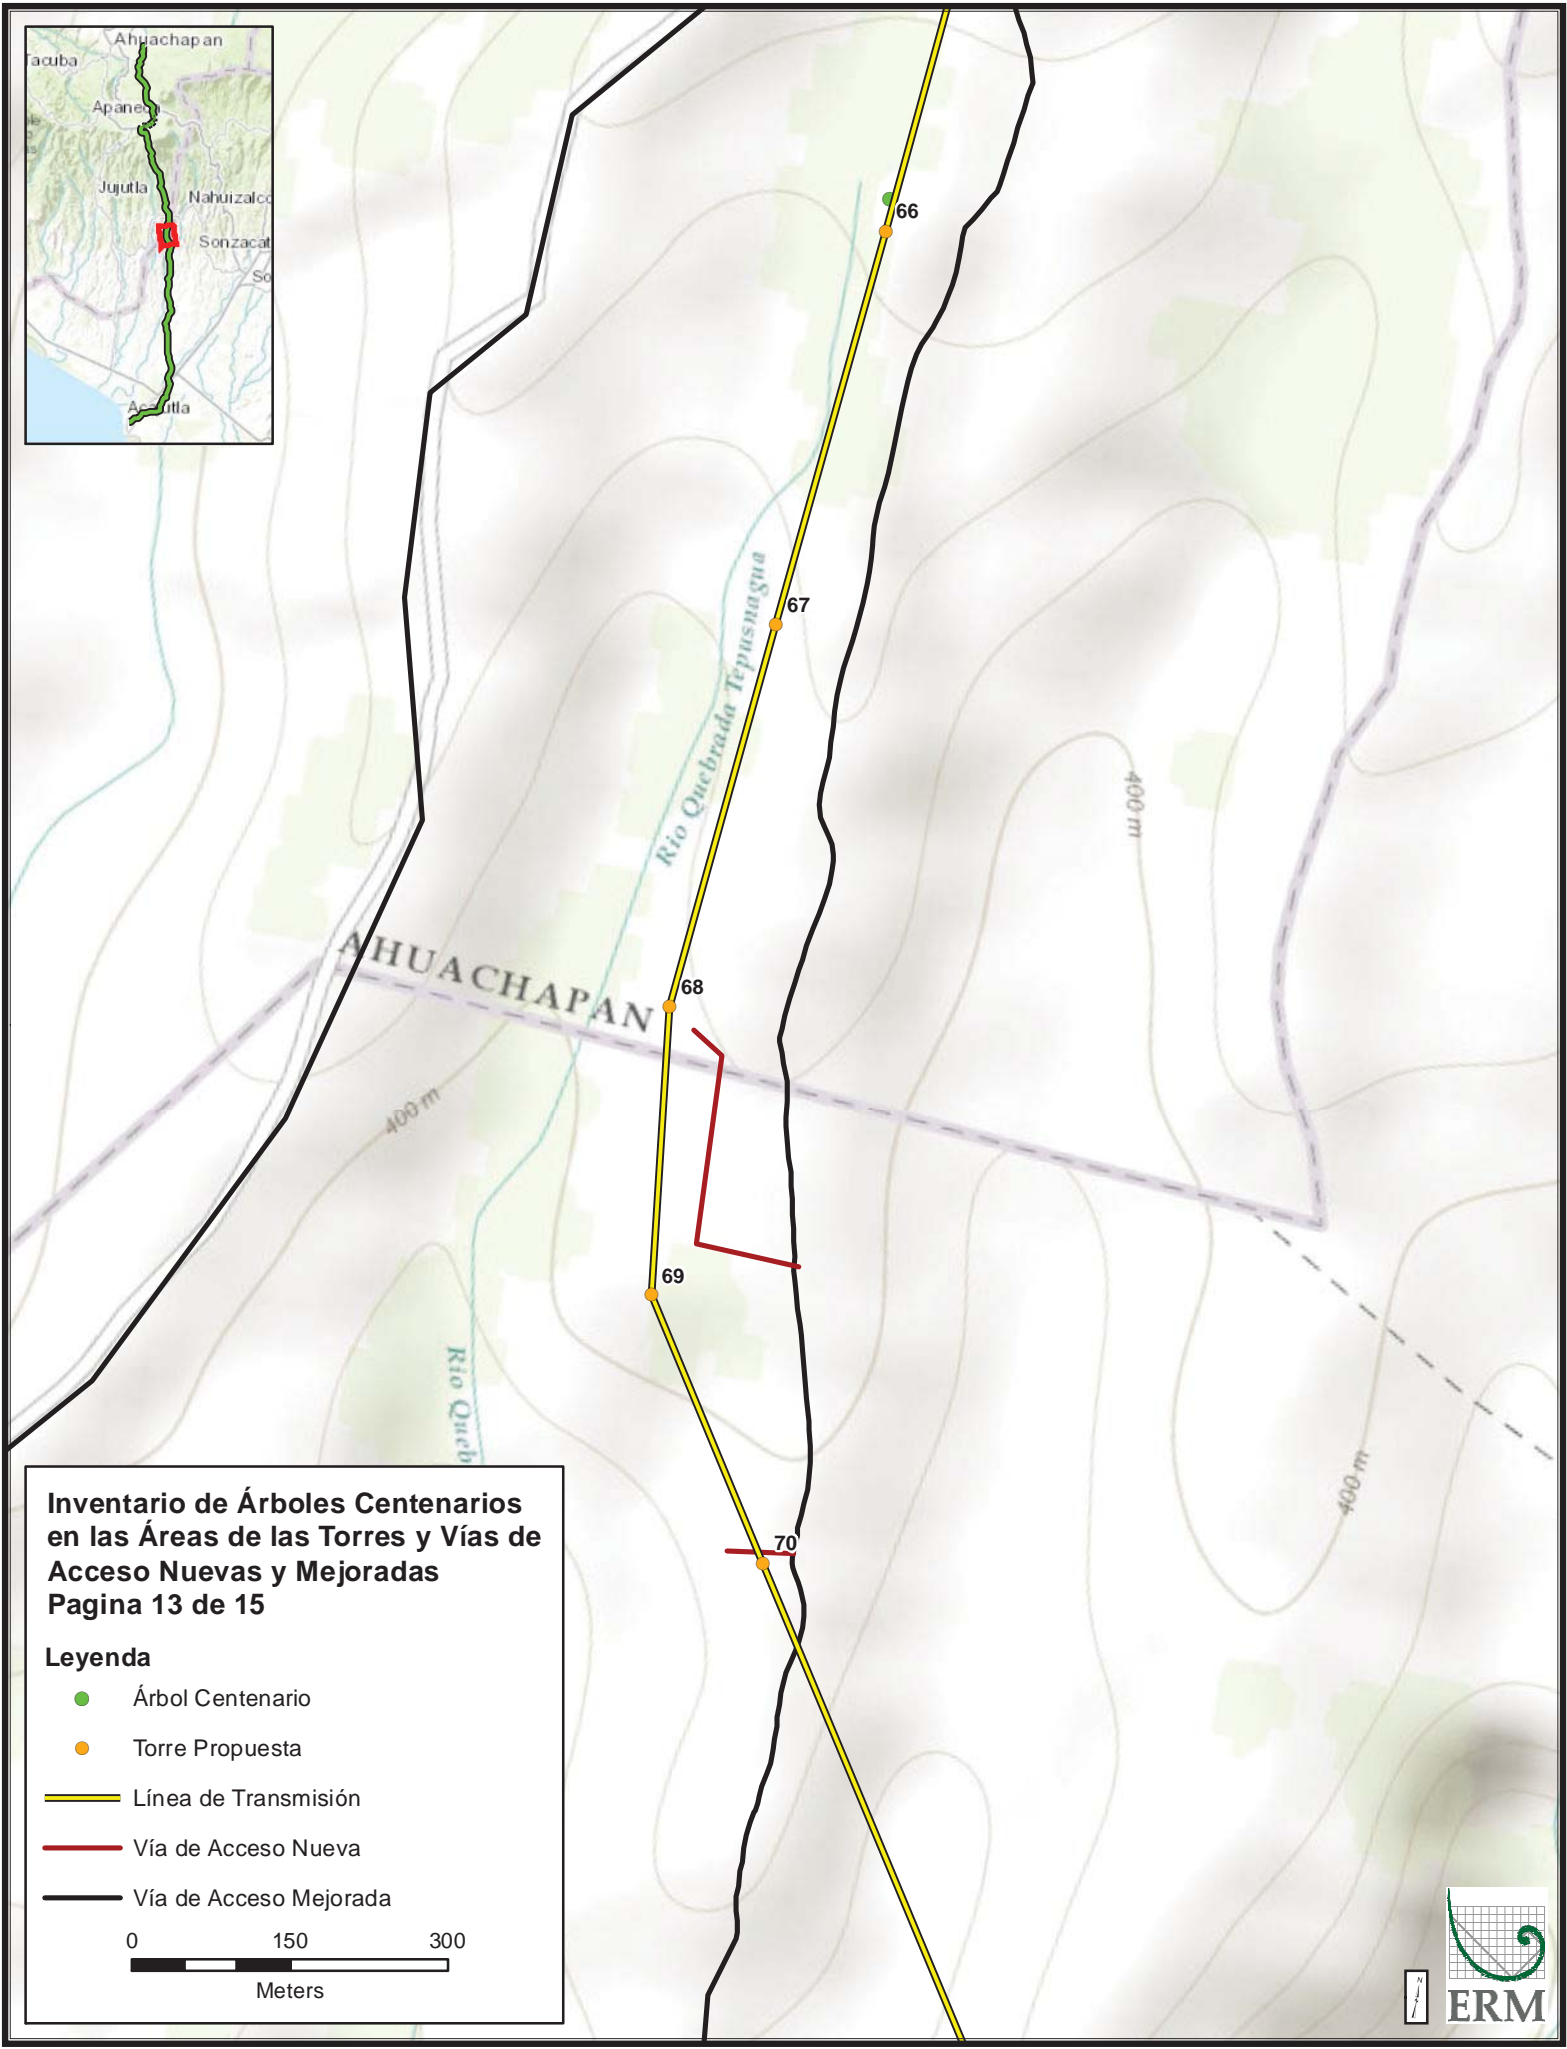 Ahuachapan
Tacuba
Jujutla
Nahuizalco
Sonzacat
So
66
67
Rio Quebrada Tepusnagua
400 m
AHUACHAPAN
68
400 m
69
Rio Queb
400 m
70
Inventario de Árboles Centenarios
en las Áreas de las Torres y Vías de
Acceso Nuevas y Mejoradas
Pagina 13 de 15
Leyenda
Árbol Centenario
Torre Propuesta
Línea de Transmisión
Vía de Acceso Nueva
Vía de Acceso Mejorada
0 150 300
Meters
N
ERM